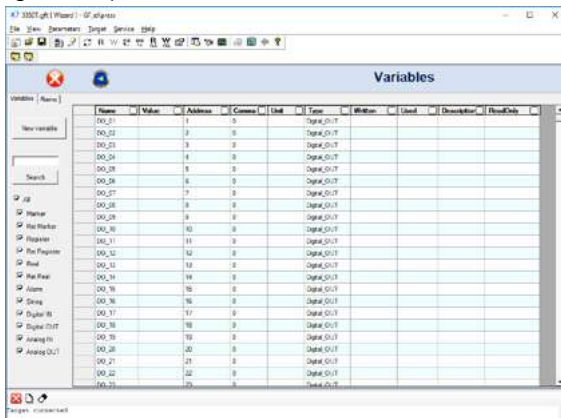 3850T.gft ( Wizard ) - GF_eXpress
File View Parameters Target Service Help
Variables
Variables Name
New variable
Search
All
Marker
Ret Marker
Register
Ret Register
Real
Ret Real
Alarm
String
Digital IN
Digital OUT
Analog IN
Analog OUT
Name Value Address Comma Unit Type Written Used Description ReadOnly
DO_01 1 0 Digital_OUT
DO_02 2 0 Digital_OUT
DO_03 3 0 Digital_OUT
DO_04 4 0 Digital_OUT
DO_05 5 0 Digital_OUT
DO_06 6 0 Digital_OUT
DO_07 7 0 Digital_OUT
DO_08 8 0 Digital_OUT
DO_09 9 0 Digital_OUT
DO_10 10 0 Digital_OUT
DO_11 11 0 Digital_OUT
DO_12 12 0 Digital_OUT
DO_13 13 0 Digital_OUT
DO_14 14 0 Digital_OUT
DO_15 15 0 Digital_OUT
DO_16 16 0 Digital_OUT
DO_17 17 0 Digital_OUT
DO_18 18 0 Digital_OUT
DO_19 19 0 Digital_OUT
DO_20 20 0 Digital_OUT
DO_21 21 0 Digital_OUT
DO_22 22 0 Digital_OUT
DO_23 23 0 Digital_OUT
Target connected